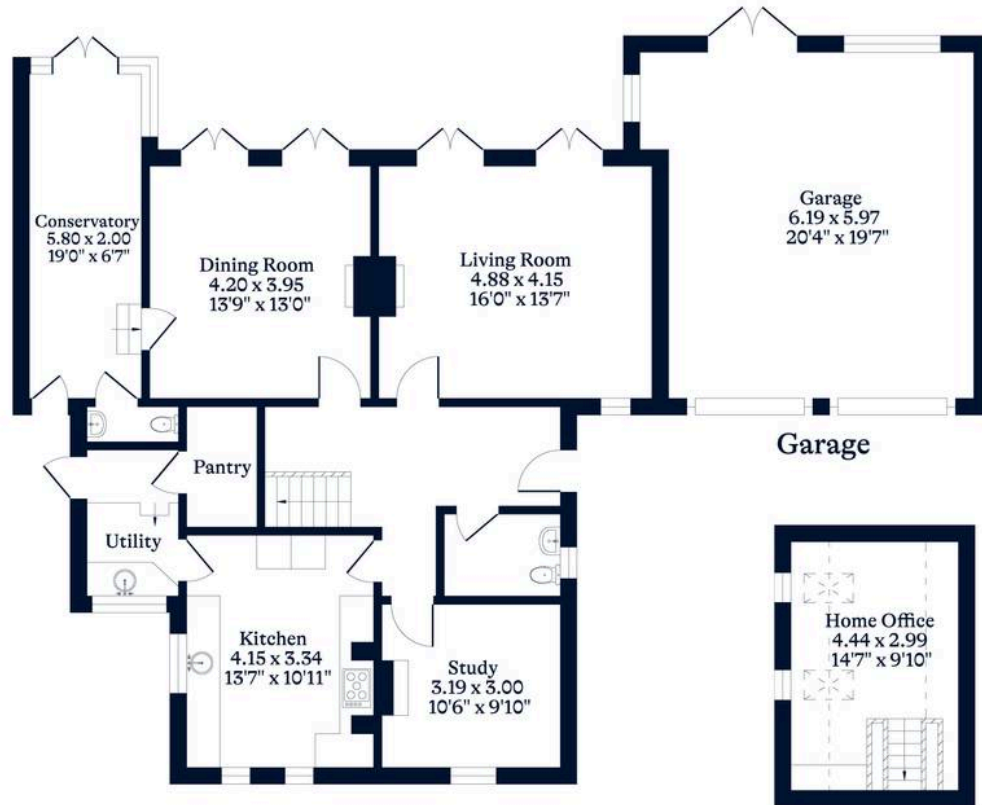 Conservatory
5.80 x 2.00
19'0" x 6'7"
Dining Room
4.20 x 3.95
13'9" x 13'0"
Living Room
4.88 x 4.15
16'0" x 13'7"
Garage
6.19 x 5.97
20'4" x 19'7"
Garage
Pantry
Utility
Kitchen
4.15 x 3.34
13'7" x 10'11"
Study
3.19 x 3.00
10'6" x 9'10"
Home Office
4.44 x 2.99
14'7" x 9'10"